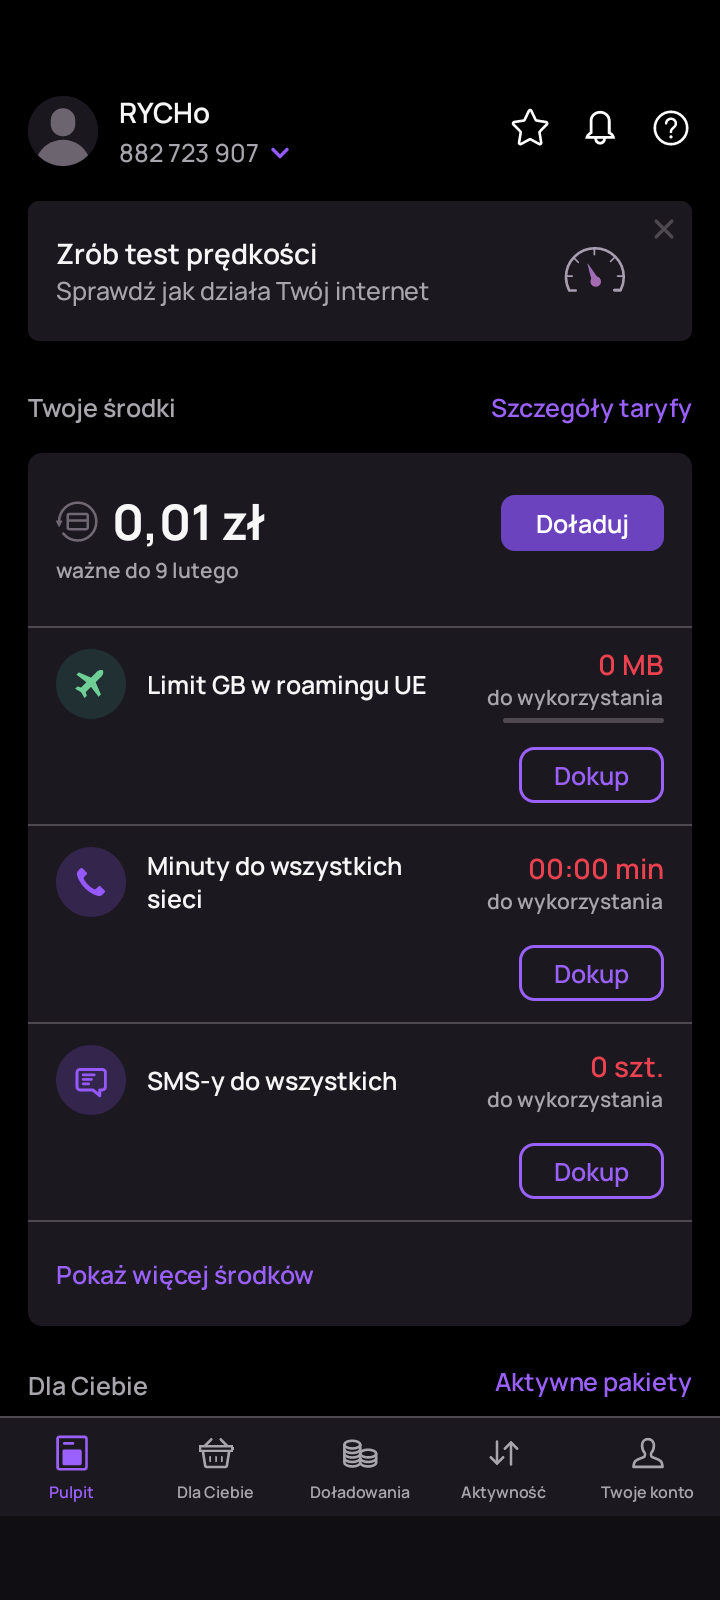 RYCHo
882 723 907
Zrób test prędkości
Sprawdź jak działa Twój internet
Twoje środki
Szczegóły taryfy
0,01 zł
Doładuj
ważne do 9 lutego
Limit GB w roamingu UE
0 MB
do wykorzystania
Dokup
Minuty do wszystkich
sieci
00:00 min
do wykorzystania
Dokup
SMS-y do wszystkich
0 szt.
do wykorzystania
Dokup
Pokaż więcej środków
Dla Ciebie
Aktywne pakiety
Pulpit
Dla Ciebie
Doładowania
Aktywność
Twoje konto